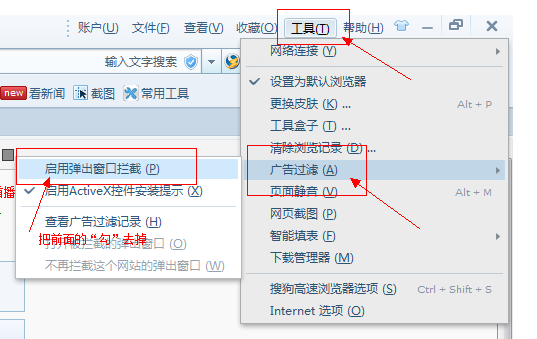 账户(U) 文件(F) 查看(V) 收藏(O) 工具(T) 帮助(H)
输入文字搜索
new 看新闻 截图 常用工具
网络连接 (Y)
设置为默认浏览器
更换皮肤 (K) ... Alt + P
工具盒子 (T) ...
清除浏览记录 (D) ...
广告过滤 (A)
页面静音 (V) Alt + M
网页截图 (P)
智能填表 (F)
下载管理器 (M)
搜狗高速浏览器选项 (S) Ctrl + Shift + S
Internet 选项 (O)
启用弹出窗口拦截 (P)
启用ActiveX控件安装提示 (X)
查看广告过滤记录 (H)
把前面的“勾”去掉
打开被拦截的弹出窗口 (O)
不再拦截这个网站的弹出窗口 (W)
播